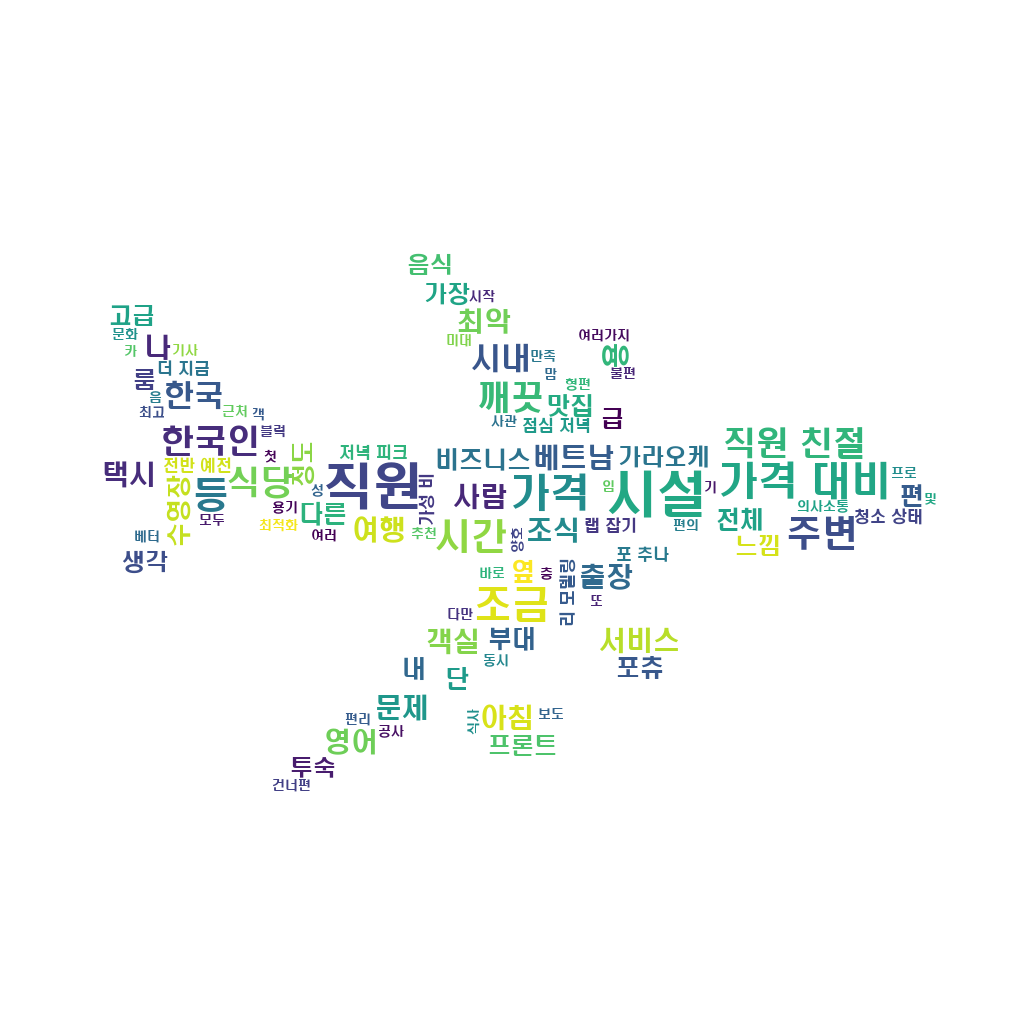 음식
가장
시작
고급
최악
문화
여러가지
미대
나
카
기사
시내
만족
예
더 지금
불편
룸
맘
형편
한국
음
깨끗
맛집
최고
근처
객
급
사관
점심 저녁
블럭
한국인
직원 친절
첫
저녁 피크
비즈니스
베트남
가라오케
정도
전반
예전
택시
식당
직원
가격 대비
프로
시설
가성비
사람
가격
임
기
성
등
편
및
수영장
용기
다른
의사소통
모두
최적화
여행
청소 상태
전체
여러
추천
시간
양호
조식
랩 잡기
편의
주변
베터
느낌
생각
포 추나
바로
옆
층
리모델링
출장
또
조금
다만
객실
부대
서비스
동시
내
단
포츄
문제
편리
식사
아침
보도
공사
영어
프론트
투숙
건너편